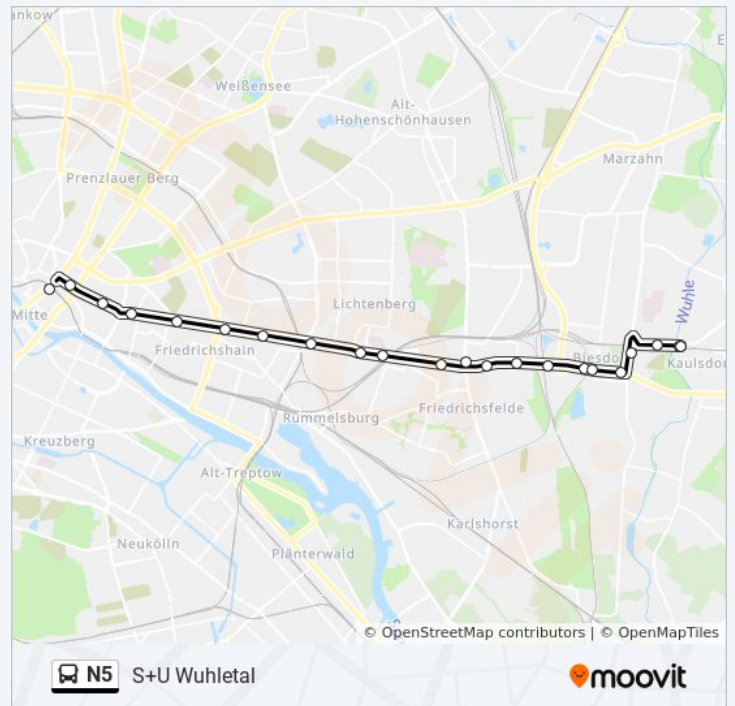 ankow
Weißensee
Alt-
Hohenschönhausen
Marzahn
Prenzlauer Berg
Wuhle
Lichtenberg
Mitte
Friedrichshain
Biesdo
Kaulsdor
Rummelsburg
Friedrichsfelde
Kreuzberg
Alt-Treptow
Karlshorst
Neukölln
Plänterwald
© OpenStreetMap contributors | © OpenMapTiles
N5 S+U Wuhletal
moovit